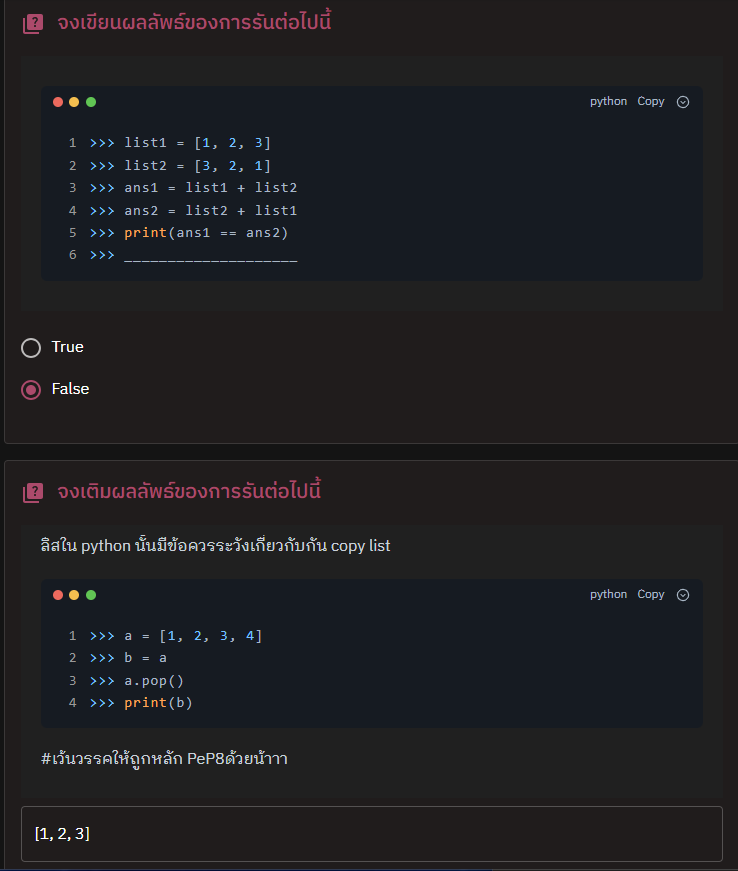 จงเขียนผลลัพธ์ของการรันต่อไปนี้
python Copy
1 >>> list1 = [1, 2, 3]
2 >>> list2 = [3, 2, 1]
3 >>> ans1 = list1 + list2
4 >>> ans2 = list2 + list1
5 >>> print(ans1 == ans2)
6 >>> ____________________
True
False
จงเติมผลลัพธ์ของการรันต่อไปนี้
ลิสใน python นั้นมีข้อควรระวังเกี่ยวกับกัน copy list
python Copy
1 >>> a = [1, 2, 3, 4]
2 >>> b = a
3 >>> a.pop()
4 >>> print(b)
#เว้นวรรคให้ถูกหลัก PeP8ด้วยน้าาา
[1, 2, 3]